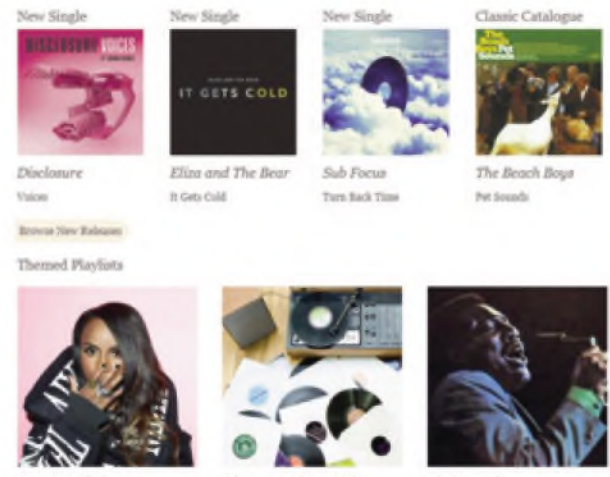 New Single
New Single
New Single
Classic Catalogue
DISCLOSURE VOICES
IT GETS COLD
The Beach Boys Pet Sounds
Disclosure
Eliza and The Bear
Sub Focus
The Beach Boys
Voices
It Gets Cold
Turn Back Time
Pet Sounds
Browse New Releases
Themed Playlists